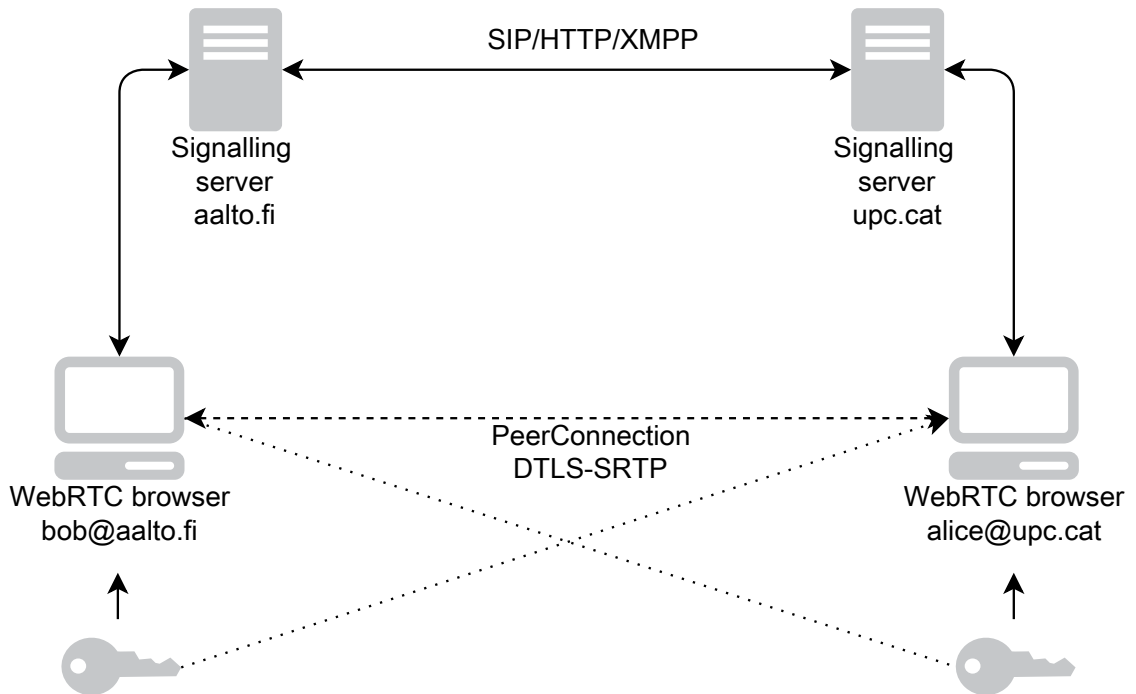 SIP/HTTP/XMPP
Signalling
server
aalto.fi
Signalling
server
upc.cat
PeerConnection
DTLS-SRTP
WebRTC browser
bob@aalto.fi
WebRTC browser
alice@upc.cat